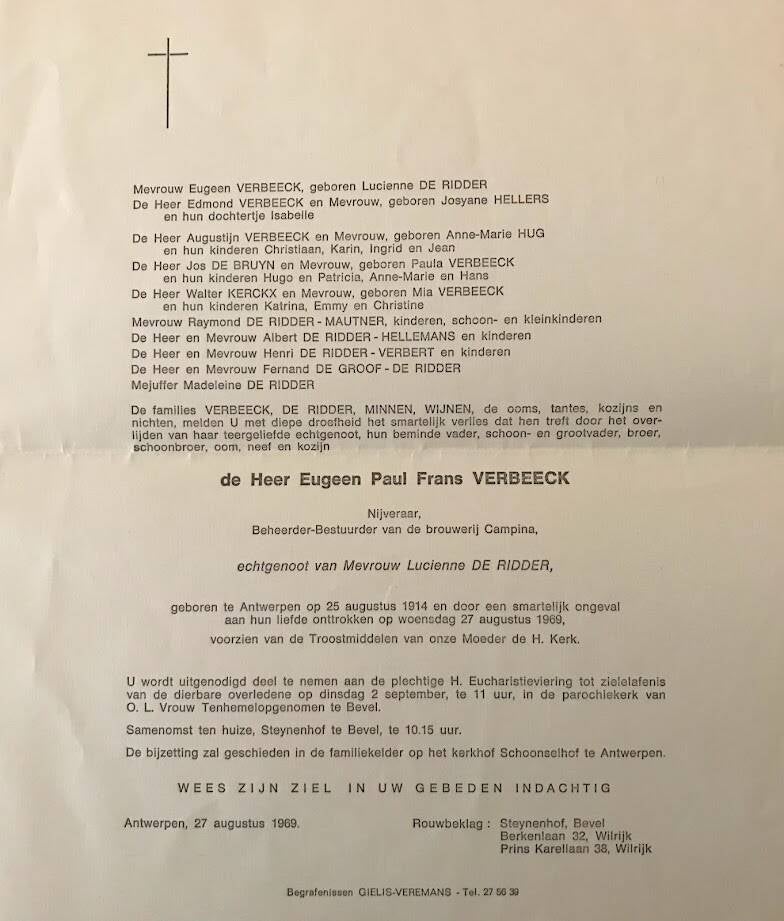 Mevrouw Eugeen VERBEECK, geboren Lucienne DE RIDDER
De Heer Edmond VERBEECK en Mevrouw, geboren Josyane HELLERS
en hun dochtertje Isabelle
De Heer Augustijn VERBEECK en Mevrouw, geboren Anne-Marie HUG
en hun kinderen Christiaan, Karin, Ingrid en Jean
De Heer Jos DE BRUYN en Mevrouw, geboren Paula VERBEECK
en hun kinderen Hugo en Patricia, Anne-Marie en Hans
De Heer Walter KERCKX en Mevrouw, geboren Mia VERBEECK
en hun kinderen Katrina, Emmy en Christine
Mevrouw Raymond DE RIDDER - MAUTNER, kinderen, schoon- en kleinkinderen
De Heer en Mevrouw Albert DE RIDDER - HELLEMANS en kinderen
De Heer en Mevrouw Henri DE RIDDER - VERBERT en kinderen
De Heer en Mevrouw Fernand DE GROOF - DE RIDDER
Mejuffer Madeleine DE RIDDER
De families VERBEECK, DE RIDDER, MINNEN, WIJNEN, de ooms, tantes, kozijns en
nichten, melden U met diepe droefheid het smartelijk verlies dat hen treft door het over-
lijden van haar teergeliefde echtgenoot, hun beminde vader, schoon- en grootvader, broer,
schoonbroer, oom, neef en kozijn
de Heer Eugeen Paul Frans VERBEECK
Nijveraar,
Beheerder-Bestuurder van de brouwerij Campina,
echtgenoot van Mevrouw Lucienne DE RIDDER,
geboren te Antwerpen op 25 augustus 1914 en door een smartelijk ongeval
aan hun liefde onttrokken op woensdag 27 augustus 1969,
voorzien van de Troostmiddelen van onze Moeder de H. Kerk.
U wordt uitgenodigd deel te nemen aan de plechtige H. Eucharistieviering tot zielelafenis
van de dierbare overledene op dinsdag 2 september, te 11 uur, in de parochiekerk van
O. L. Vrouw Tenhemelopgenomen te Bevel.
Samenomst ten huize, Steynenhof te Bevel, te 10.15 uur.
De bijzetting zal geschieden in de familiekelder op het kerkhof Schoonselhof te Antwerpen.
WEES ZIJN ZIEL IN UW GEBEDEN INDACHTIG
Antwerpen, 27 augustus 1969.
Rouwbeklag : Steynenhof, Bevel
Berkenlaan 32, Wilrijk
Prins Karellaan 38, Wilrijk
Begrafenissen GIELIS-VEREMANS - Tel. 27 56 39